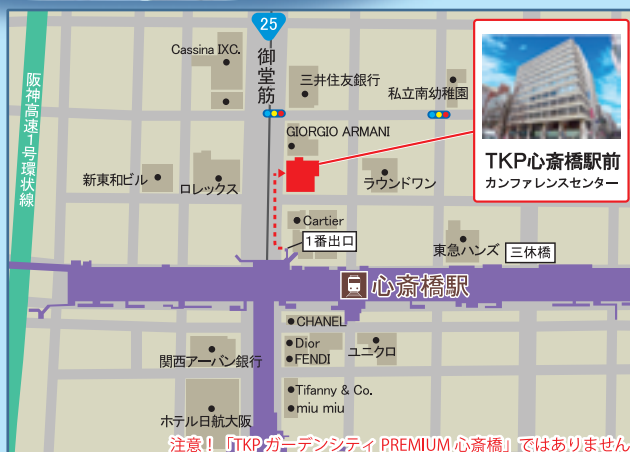 25
Cassina IXC.
御堂筋
三井住友銀行
私立南幼稚園
阪神高速1号環状線
GIORGIO ARMANI
TKP心斎橋駅前
カンファレンスセンター
新東和ビル
ロレックス
ラウンドワン
Cartier
1番出口
東急ハンズ
三休橋
心斎橋駅
CHANEL
Dior
FENDI
ユニクロ
関西アーバン銀行
Tifanny & Co.
miu miu
ホテル日航大阪
注意！「TKP ガーデンシティ PREMIUM 心斎橋」ではありません